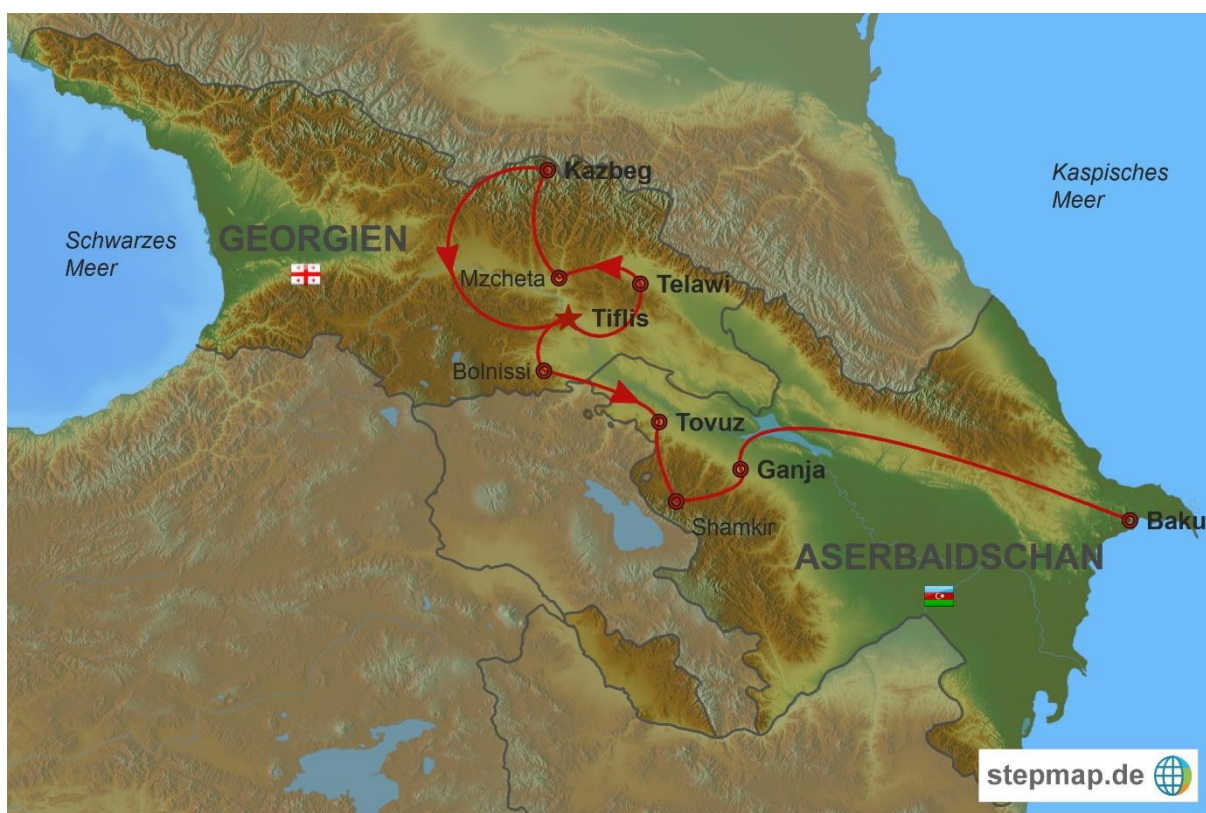 Kazbeg
Kaspisches
Meer
Schwarzes
Meer
GEORGIEN
Mzcheta
Telawi
Tiflis
Bolnissi
Tovuz
Ganja
Shamkir
Baku
ASERBAIDSCHAN
stepmap.de